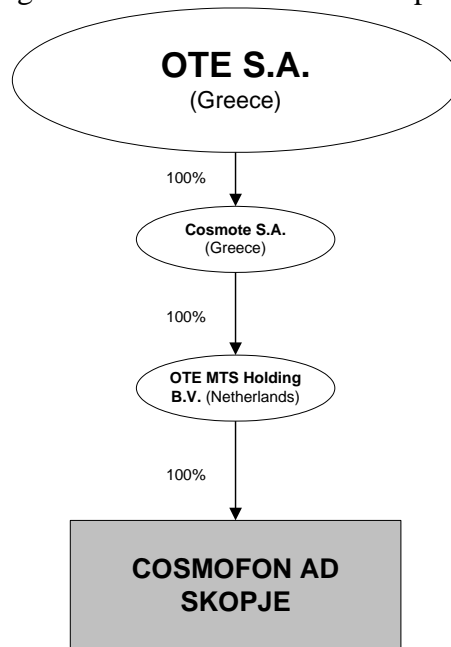 OTE S.A.
(Greece)
100%
Cosmote S.A.
(Greece)
100%
OTE MTS Holding
B.V. (Netherlands)
100%
COSMOFON AD
SKOPJE